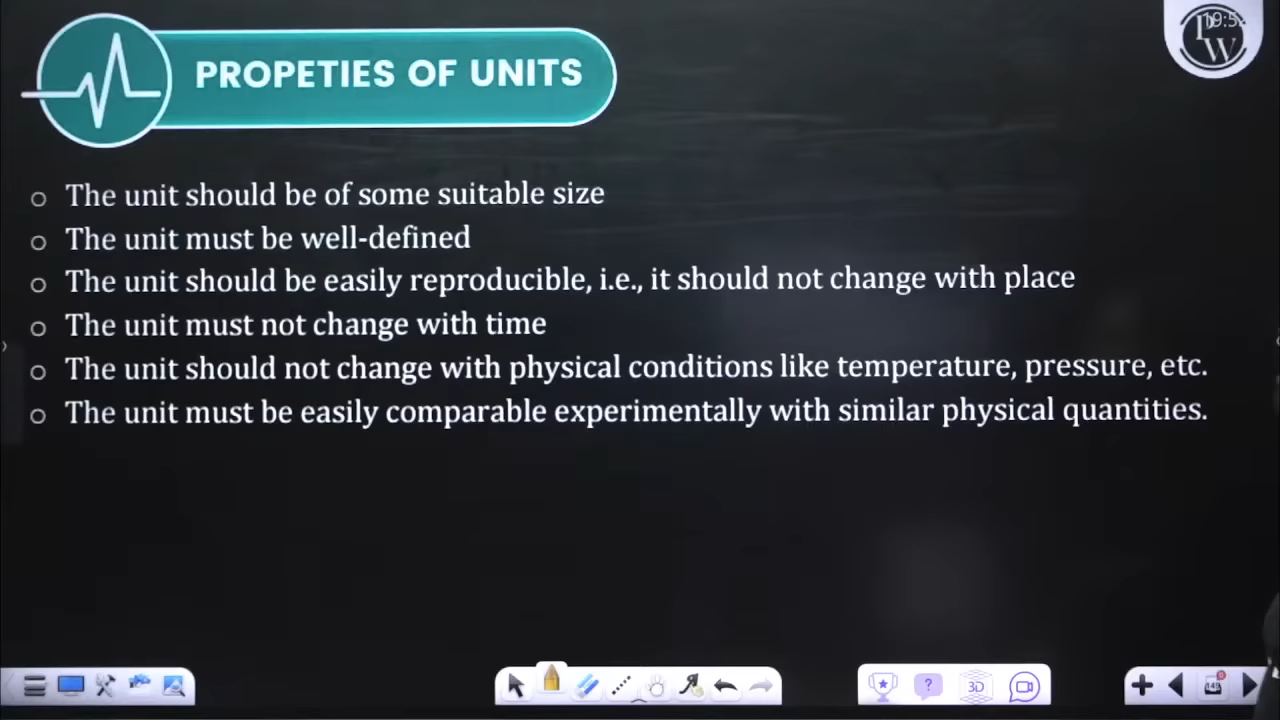 PROPETIES OF UNITS
The unit should be of some suitable size
The unit must be well-defined
The unit should be easily reproducible, i.e., it should not change with place
The unit must not change with time
The unit should not change with physical conditions like temperature, pressure, etc.
The unit must be easily comparable experimentally with similar physical quantities.
PW
?
3D